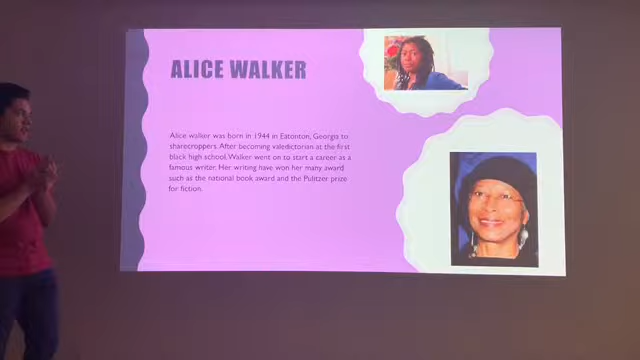 ALICE WALKER
Alice walker was born in 1944 in Eatonton, Georgia to
sharecroppers. After becoming valedictorian at the first
black high school, Walker went on to start a career as a
famous writer. Her writing have won her many award
such as the national book award and the Pulitzer prize
for fiction.